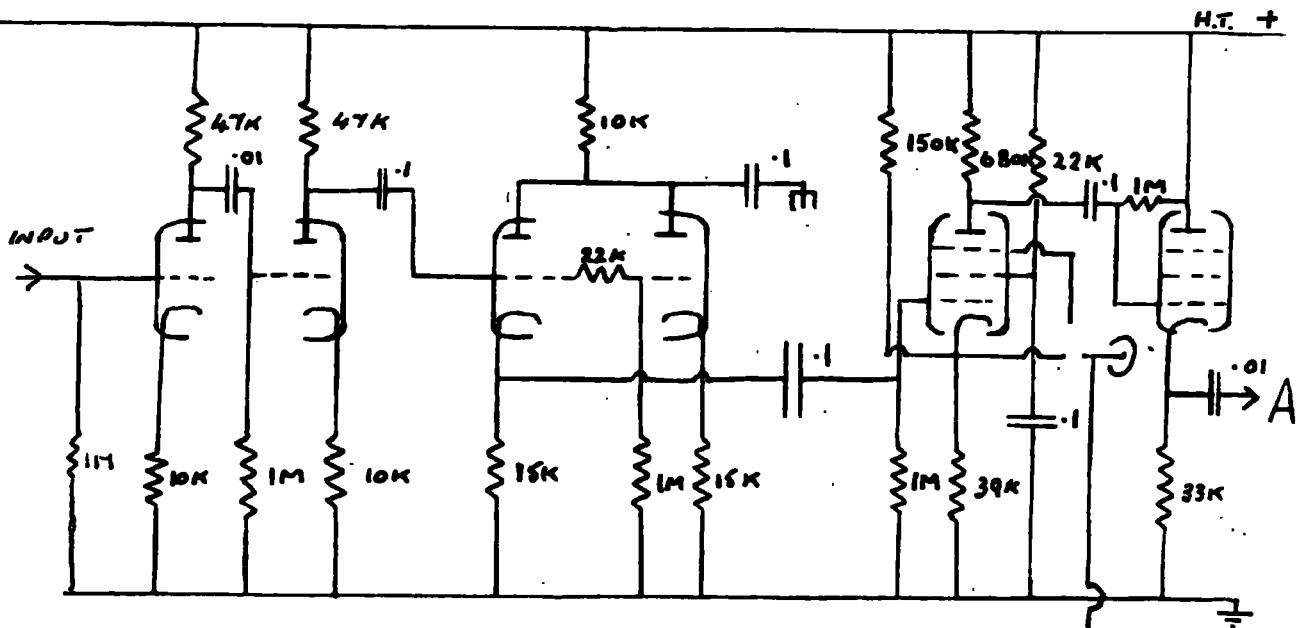 H.T. +
47K
47K
10K
150K
680K
22K
.01
.1
.1
.1
1M
INPUT
22K
.1
.01
A
.1
1M
10K
1M
10K
15K
1M
15K
1M
39K
33K